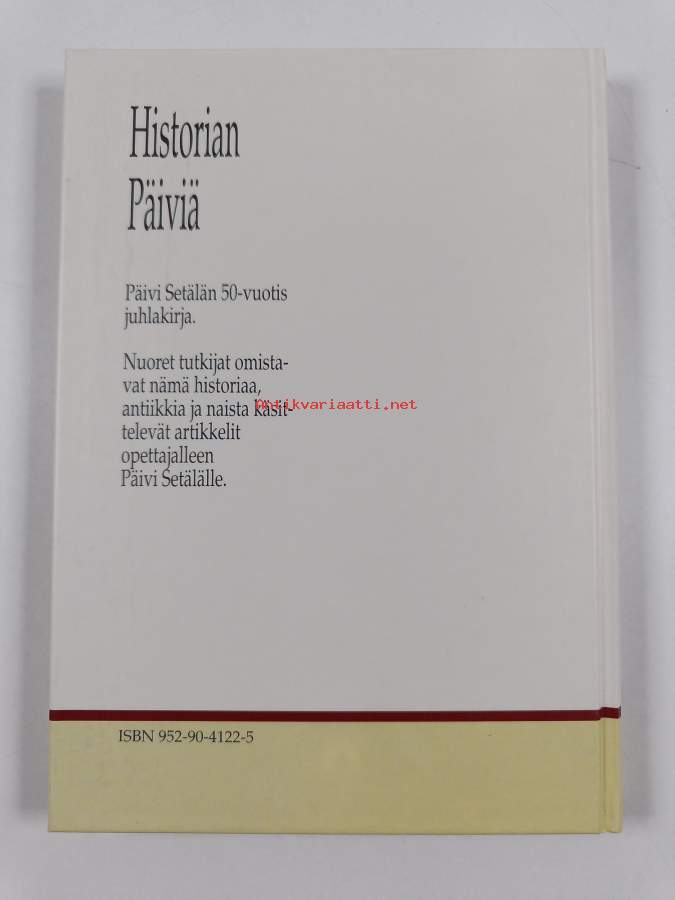 Historian
Päiviä
Päivi Setälän 50-vuotis
juhlakirja.
Nuoret tutkijat omista-
vat nämä historiaa,
antiikkia ja naista käsit-
televät artikkelit
opettajalleen
Päivi Setälälle.
Antikvariaatti.net
ISBN 952-90-4122-5